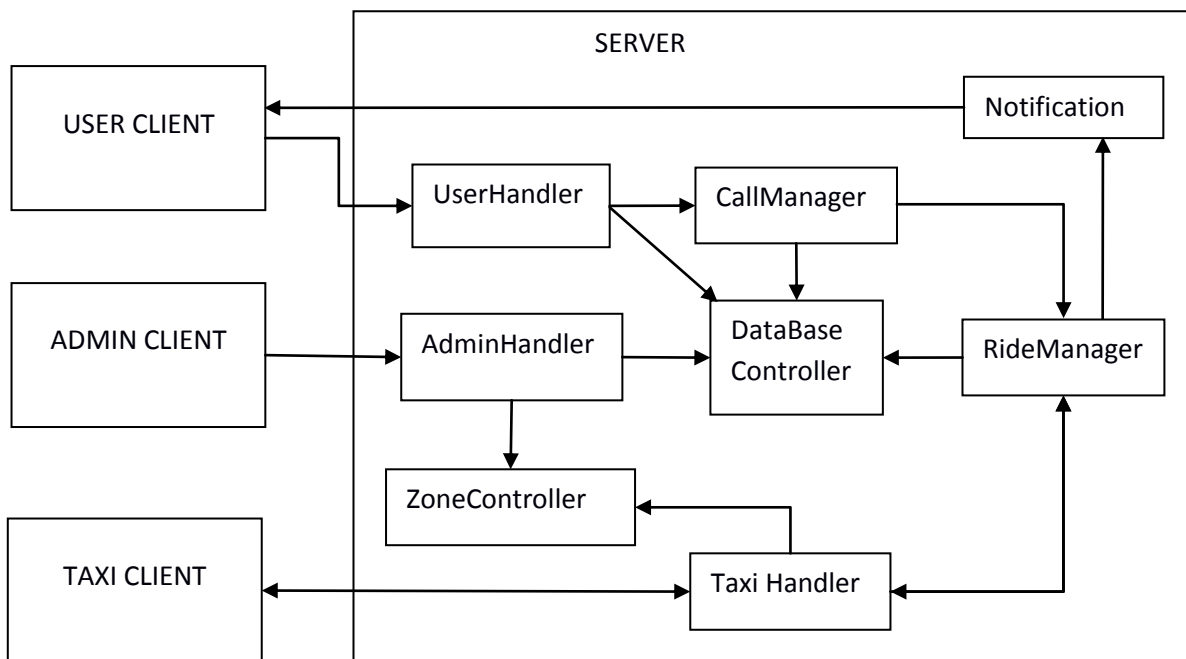 SERVER
USER CLIENT
Notification
UserHandler
CallManager
ADMIN CLIENT
AdminHandler
DataBase
Controller
RideManager
ZoneController
TAXI CLIENT
Taxi Handler